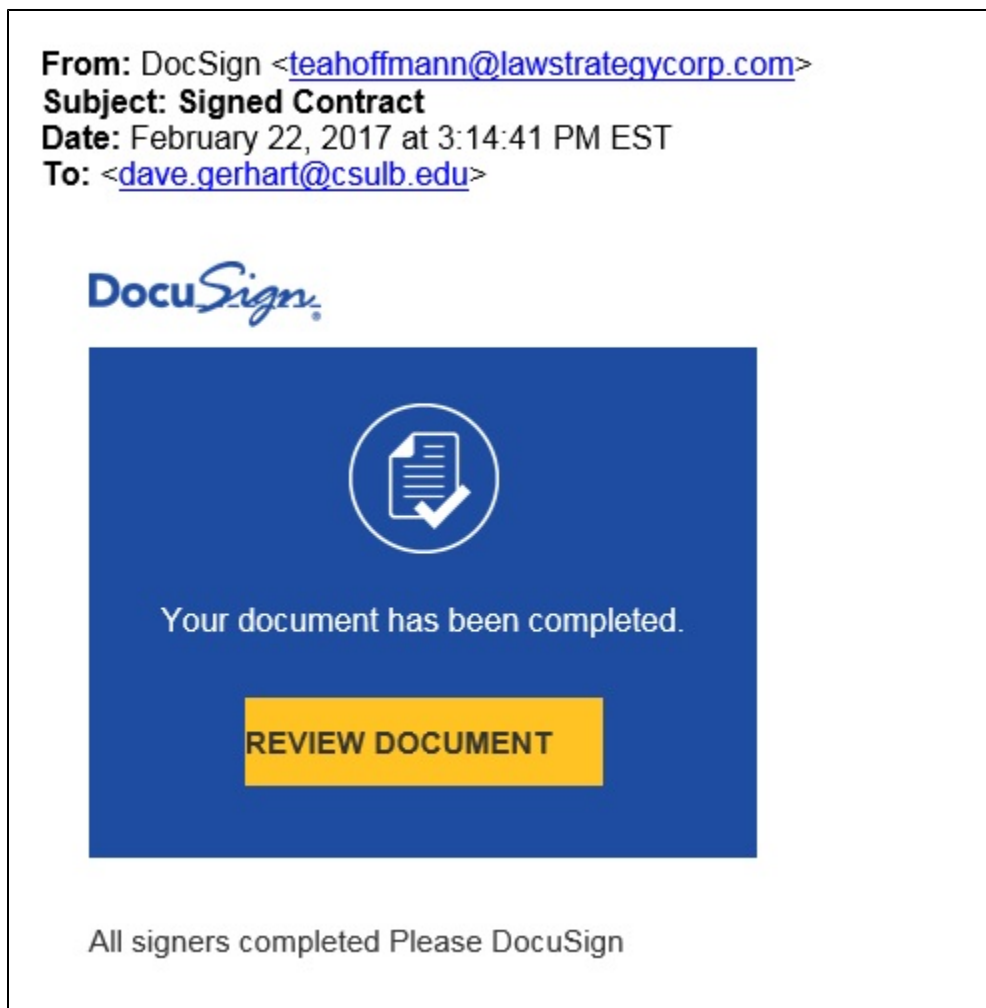 From: DocSign <teahoffmann@lawstrategycorp.com>
Subject: Signed Contract
Date: February 22, 2017 at 3:14:41 PM EST
To: <dave.gerhart@csulb.edu>
DocuSign®
Your document has been completed.
REVIEW DOCUMENT
All signers completed Please DocuSign